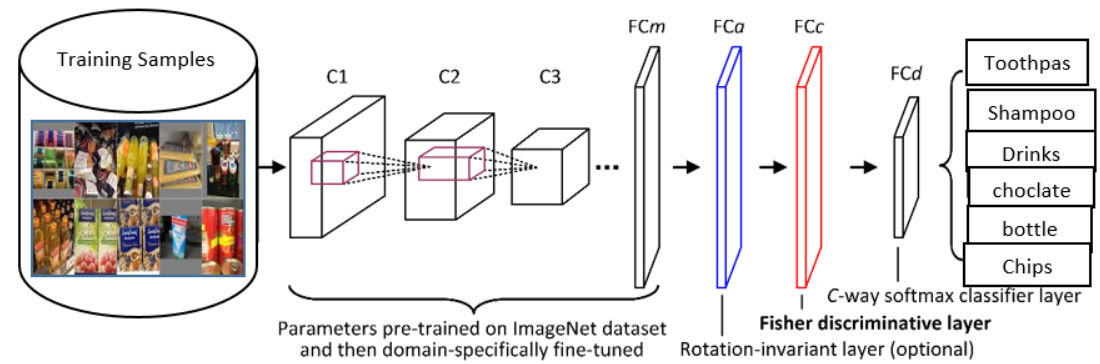 Training Samples
C1
C2
C3
FCm
FCa
FCc
FCd
Toothpas
Shampoo
Drinks
choclate
bottle
Chips
C-way softmax classifier layer
Fisher discriminative layer
Rotation-invariant layer (optional)
Parameters pre-trained on ImageNet dataset
and then domain-specifically fine-tuned